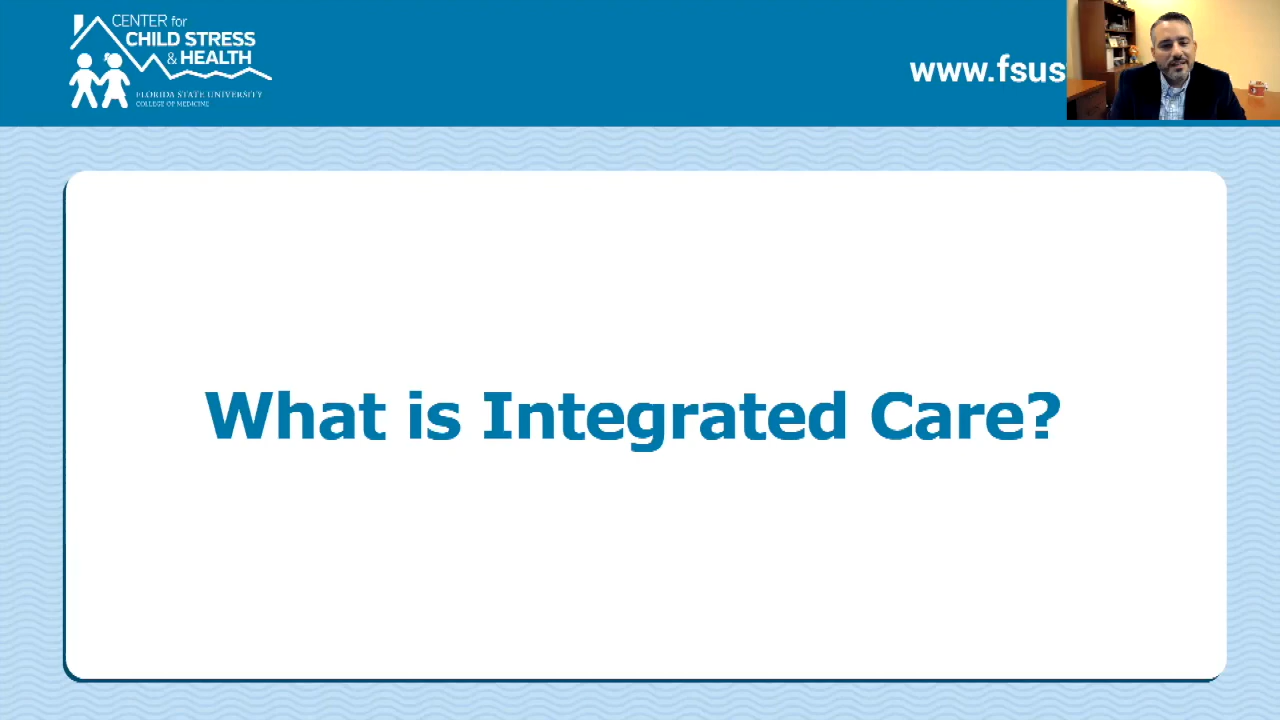 CENTER for
CHILD STRESS
& HEALTH
FLORIDA STATE UNIVERSITY
COLLEGE OF MEDICINE
www.fsus
What is Integrated Care?